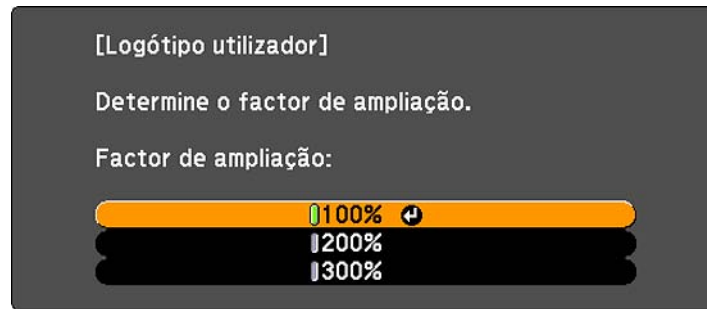 [Logótipo utilizador]
Determine o factor de ampliação.
Factor de ampliação:
100%
200%
300%